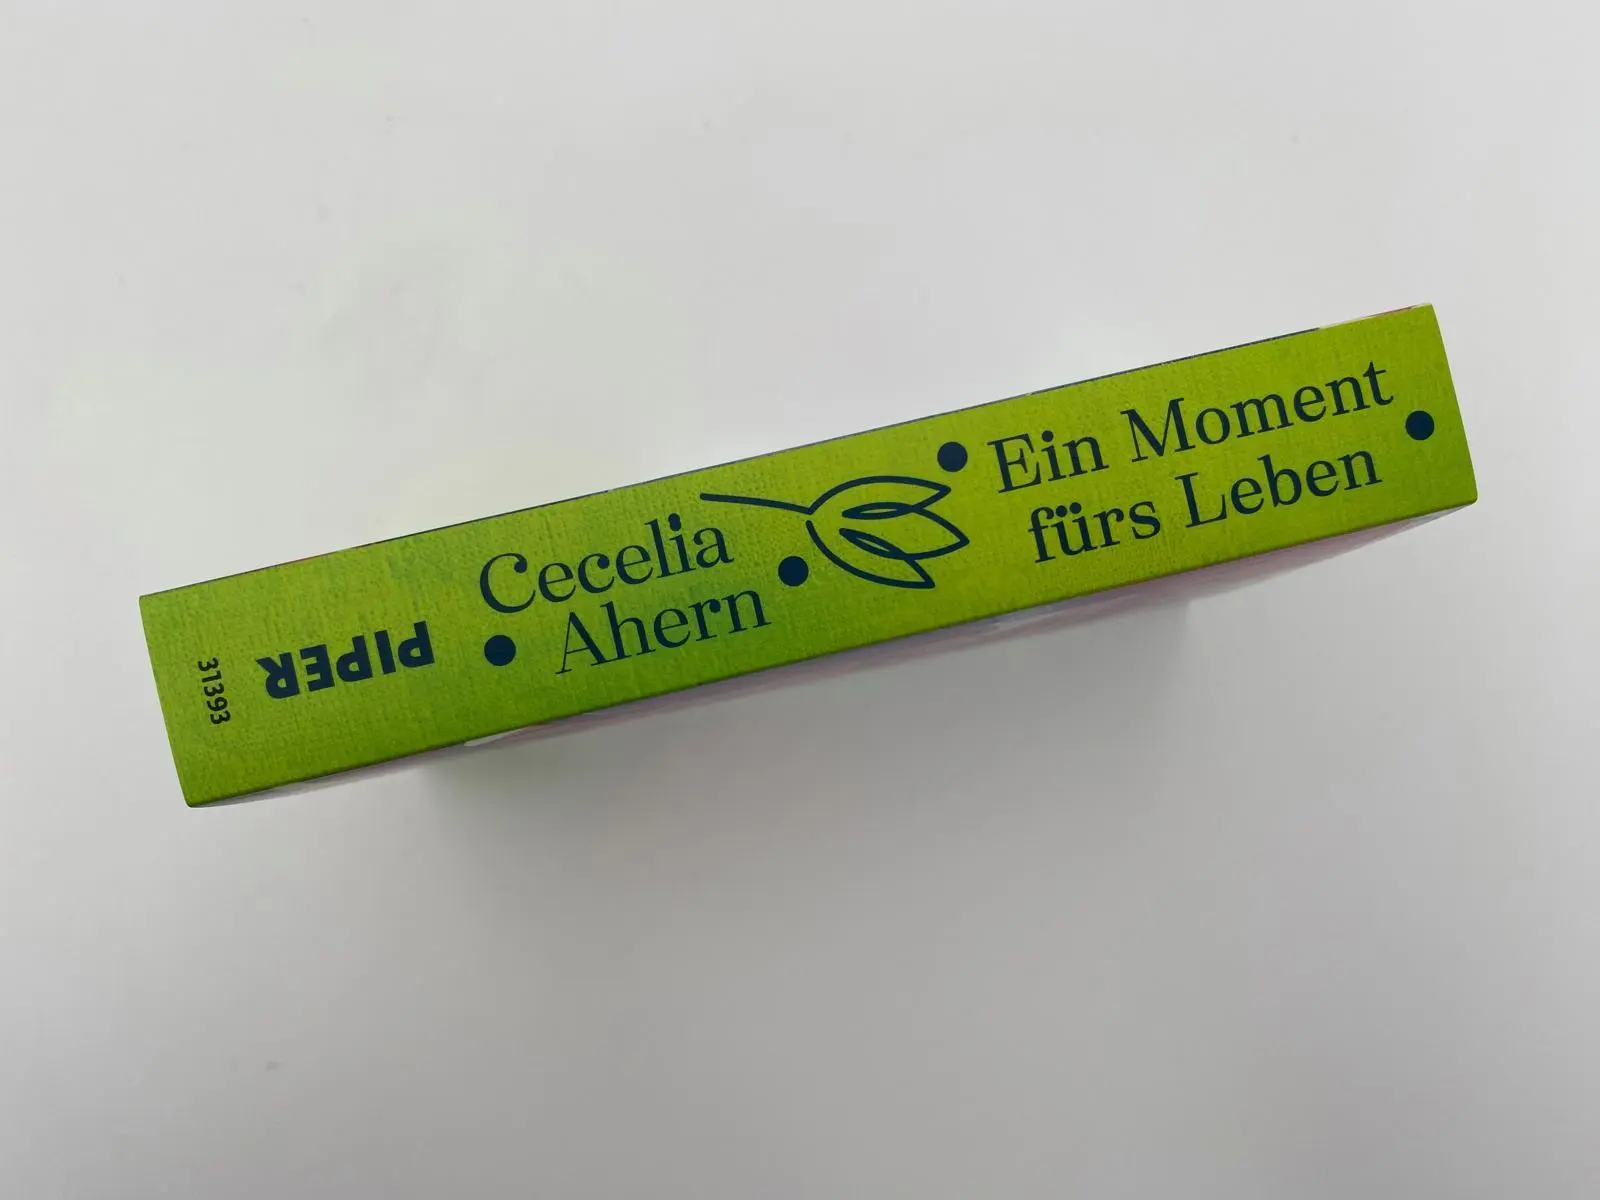 Cecelia
Ahern
Ein Moment
fürs Leben
PIPER
31393